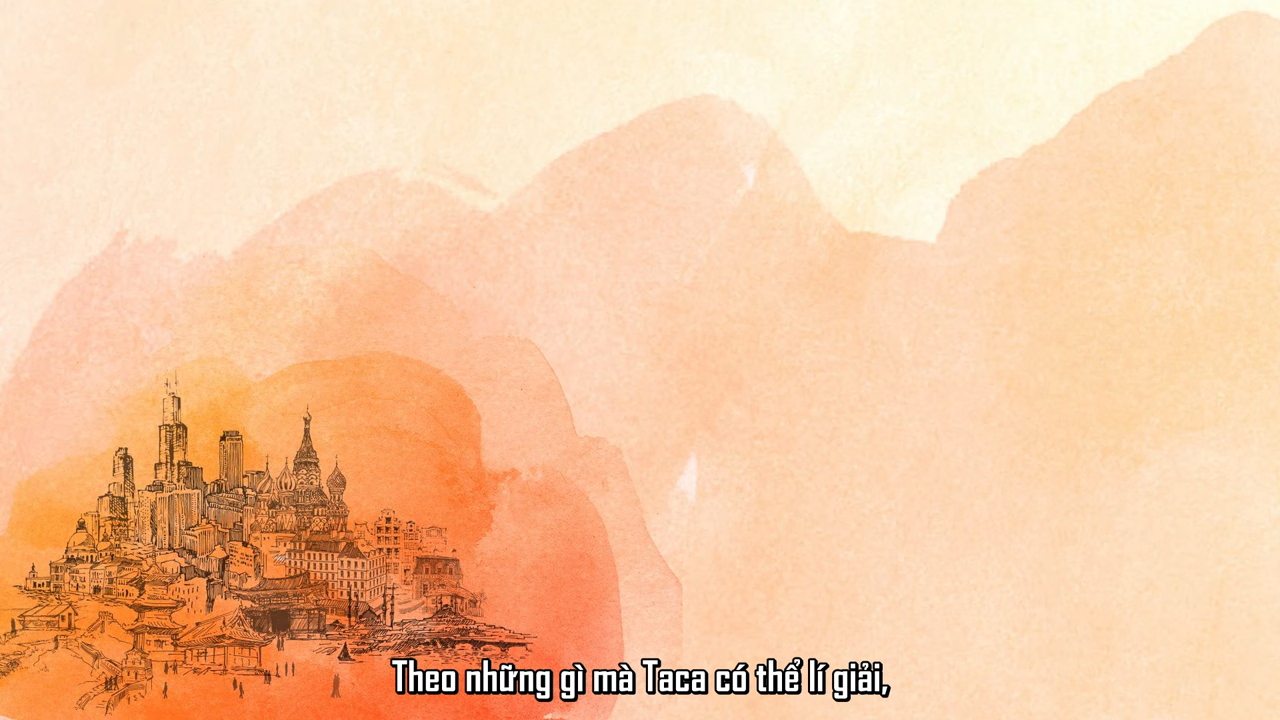 Theo những gì mà Taca có thể lí giải,